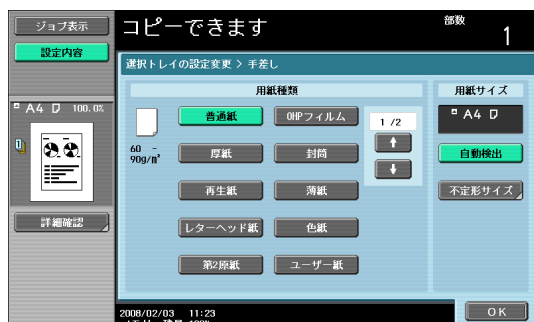 ジョブ表示
設定内容
A4 100.0%
詳細確認
コピーできます
部数
1
選択トレイの設定変更 > 手差し
用紙種類
60 - 90g/m²
普通紙 OHPフィルム
厚紙 封筒
再生紙 薄紙
レターヘッド紙 色紙
第2原紙 ユーザー紙
1 /2
用紙サイズ
A4
自動検出
不定形サイズ
2008/02/03 11:23
OK